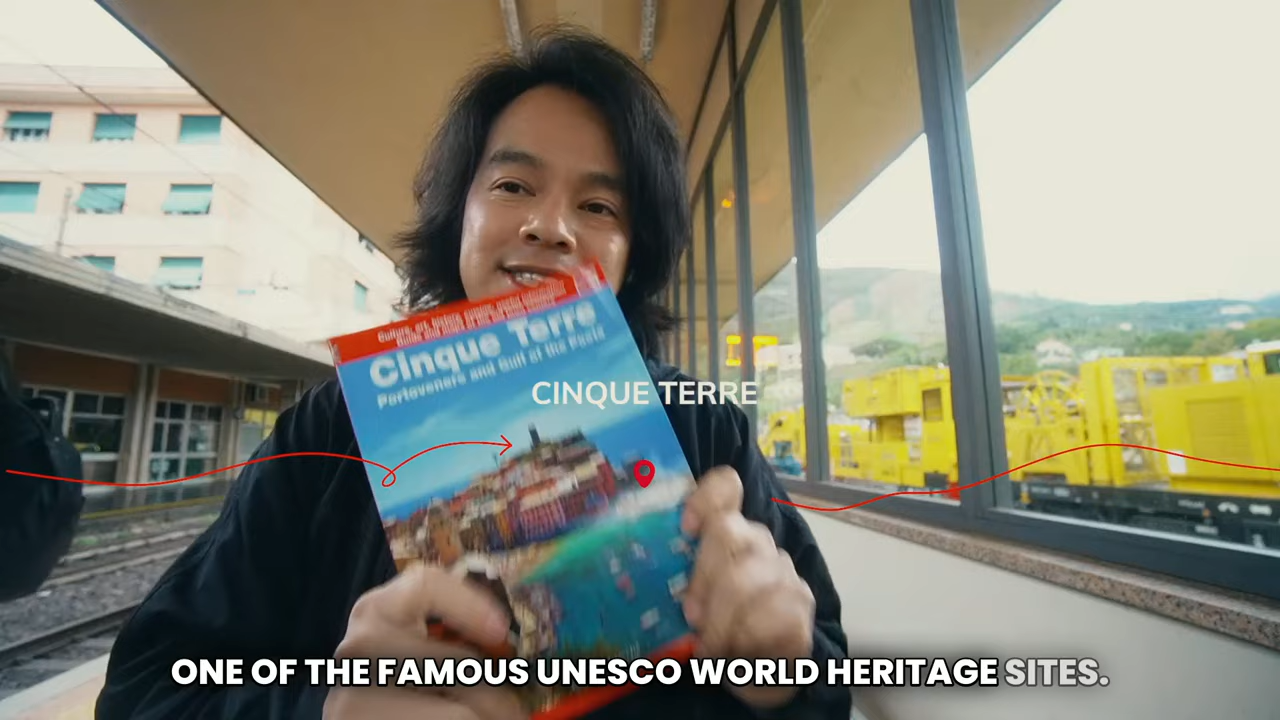 Cinque Terre
Portovenere and Gulf of the Poets
CINQUE TERRE
ONE OF THE FAMOUS UNESCO WORLD HERITAGE SITES.